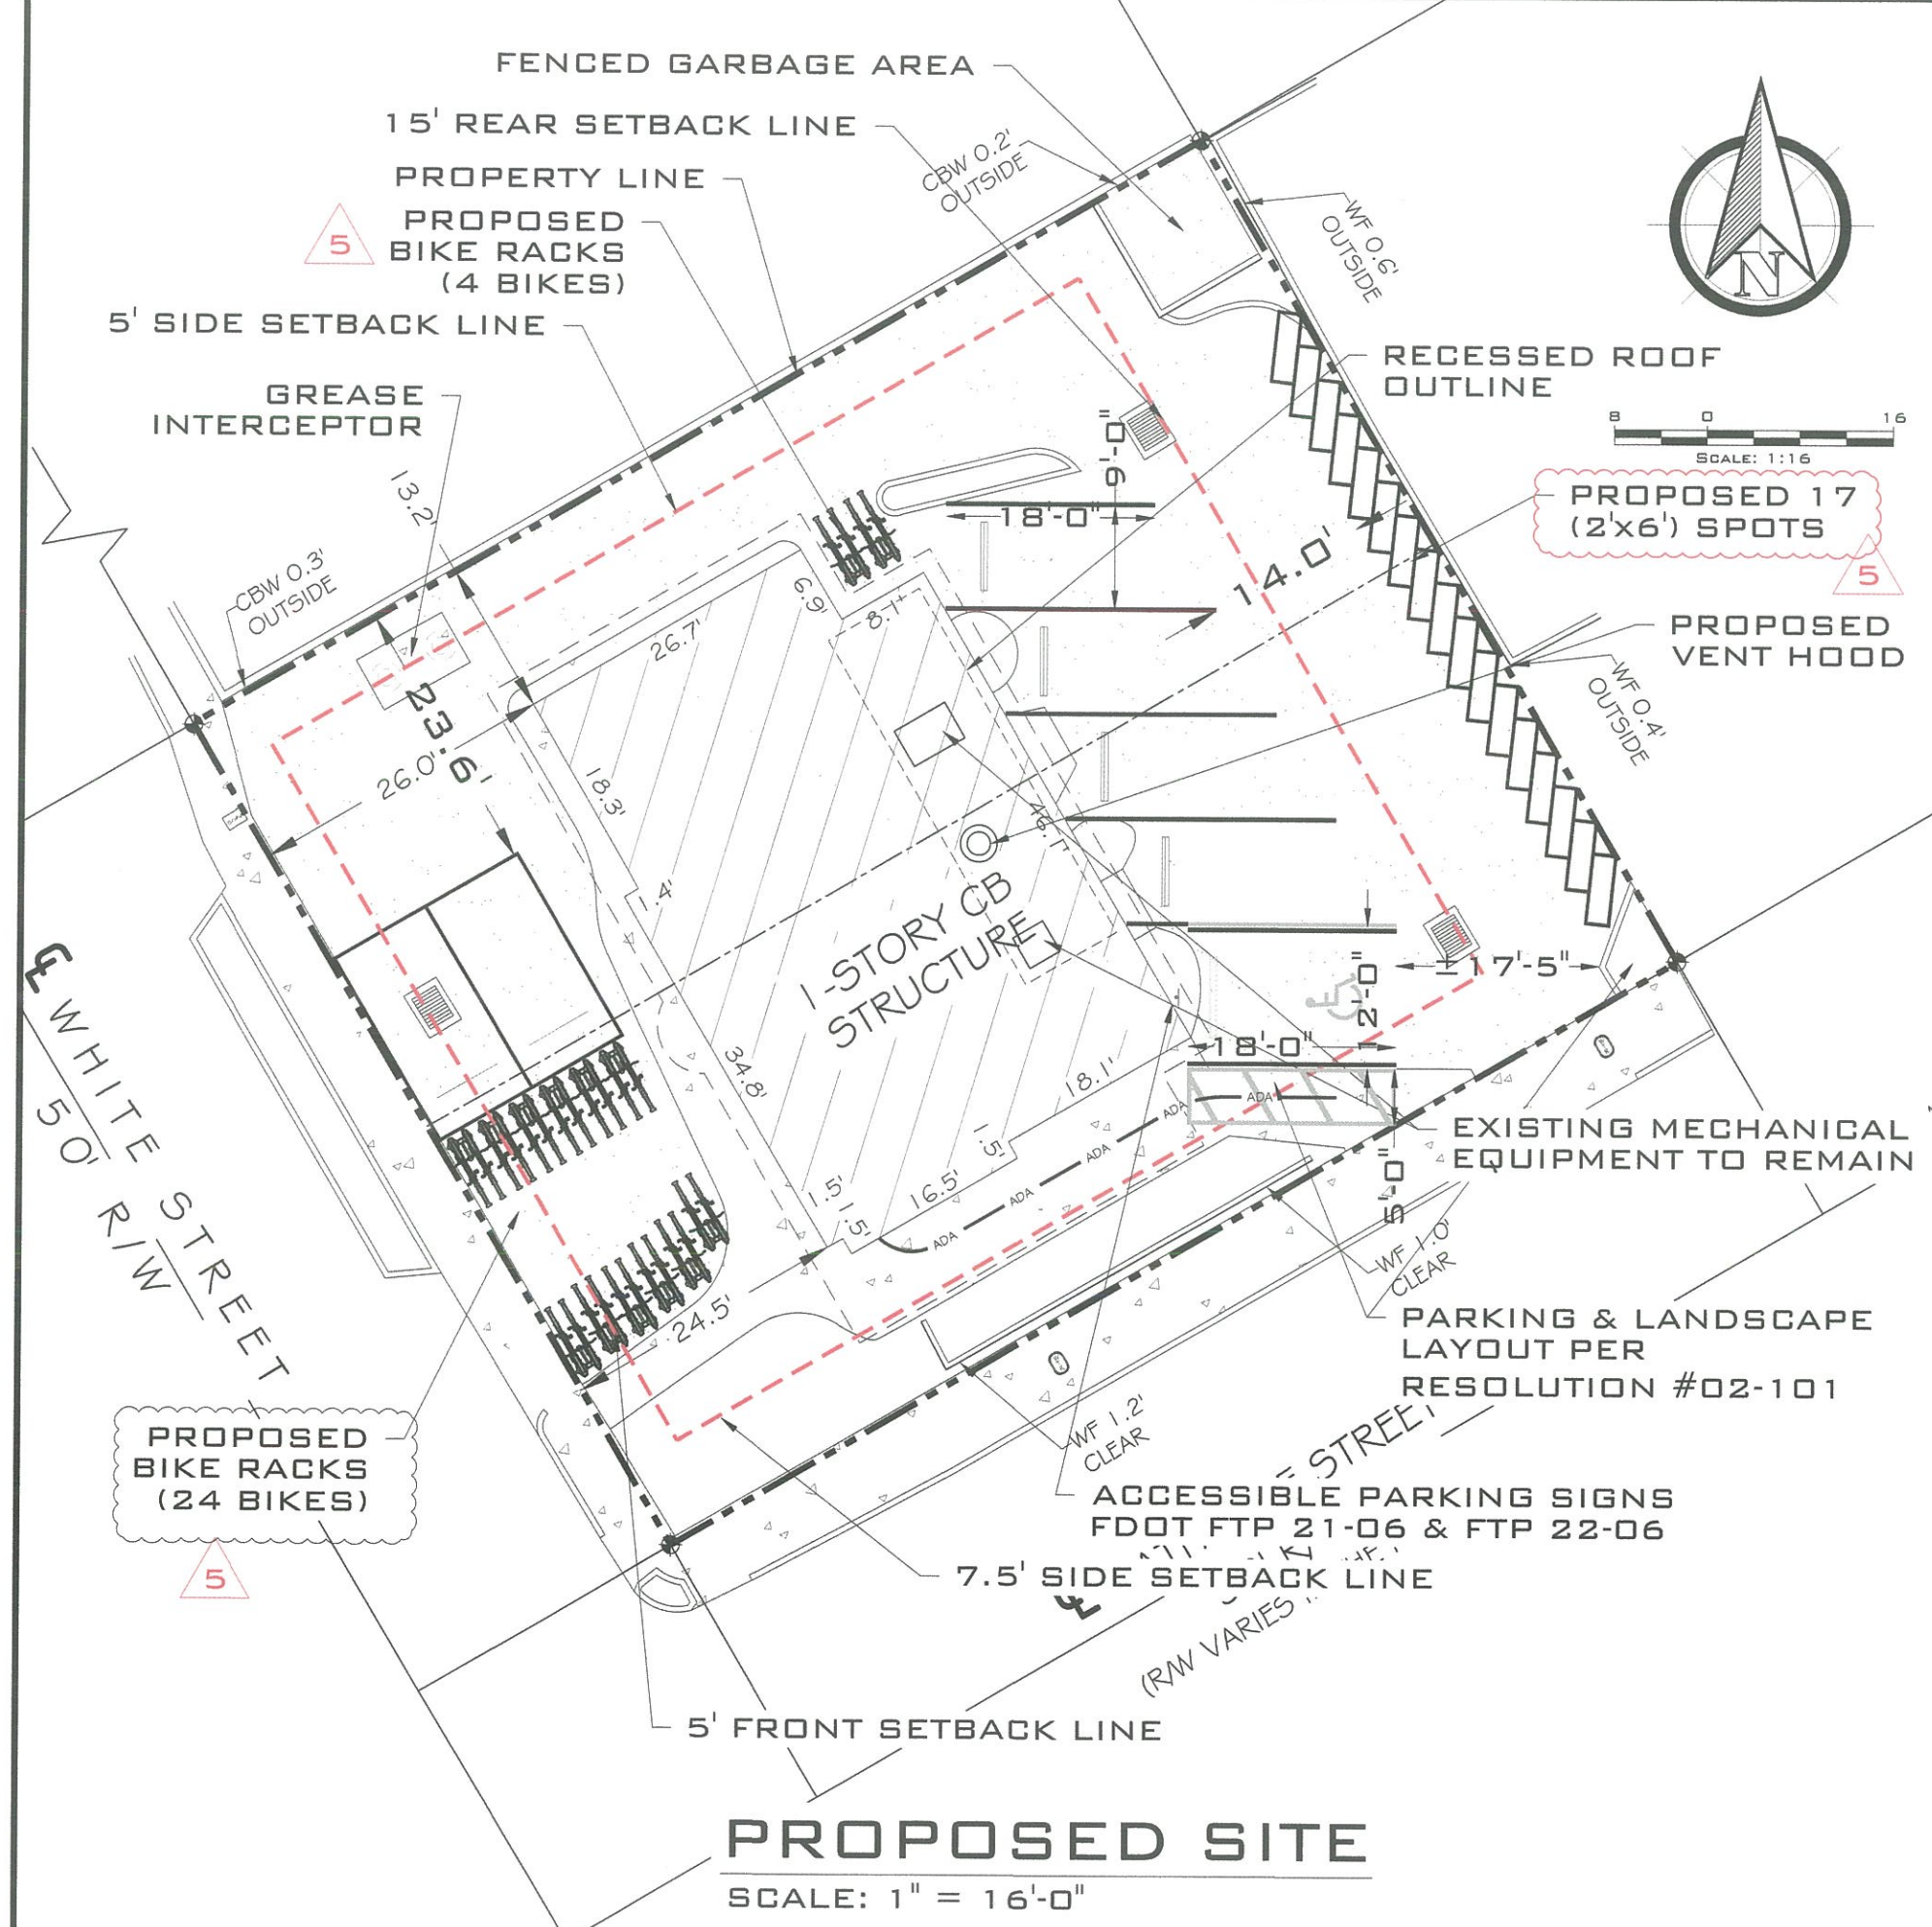 FENCED GARBAGE AREA
15' REAR SETBACK LINE
PROPERTY LINE
PROPOSED
BIKE RACKS
(4 BIKES)
5
5' SIDE SETBACK LINE
GREASE
INTERCEPTOR
CBW 0.2'
OUTSIDE
WF 0.6'
OUTSIDE
N
RECESSED ROOF
OUTLINE
8 0 16
SCALE: 1:16
PROPOSED 17
(2'x6') SPOTS
5
PROPOSED
VENT HOOD
WF 0.4'
OUTSIDE
13.2'
CBW 0.3'
OUTSIDE
9'-0"
18'-0"
14.0'
6.9'
8.1'
26.7'
23.6'
26.0'
18.3'
1.4'
46.1'
1-STORY CB
STRUCTURE
34.8'
18.1'
1.5'
16.5'
1.5'
1.5'
24.5'
ADA
ADA
ADA
ADA
ADA
12'-0"
± 17'-5"
18'-0"
5'-0"
℄ WHITE STREET
50' R/W
EXISTING MECHANICAL
EQUIPMENT TO REMAIN
WF 1.0'
CLEAR
PARKING & LANDSCAPE
LAYOUT PER
RESOLUTION #02-101
WF 1.2'
CLEAR
STREET
PROPOSED
BIKE RACKS
(24 BIKES)
5
ACCESSIBLE PARKING SIGNS
FDOT FTP 21-06 & FTP 22-06
7.5' SIDE SETBACK LINE
℄
(R/W VARIES
5' FRONT SETBACK LINE
PROPOSED SITE
SCALE: 1" = 16'-0"